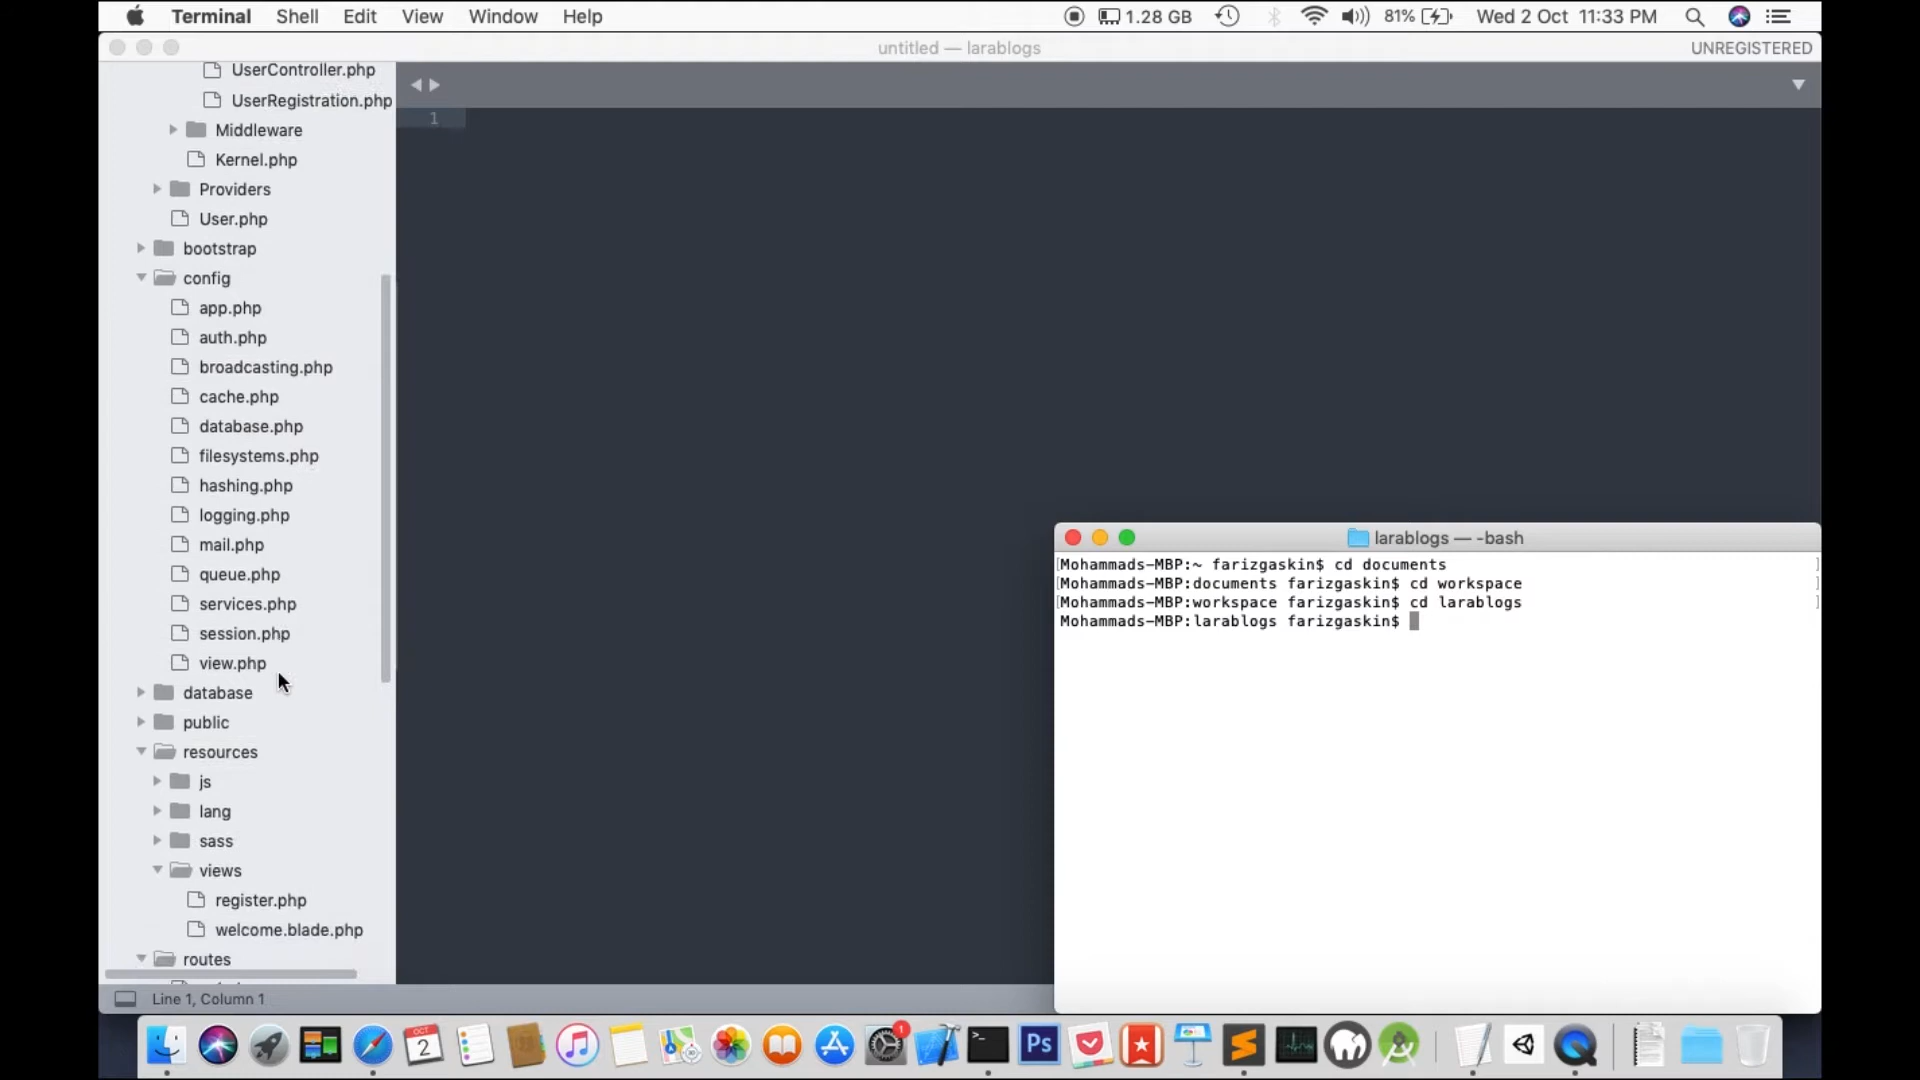 Terminal Shell Edit View Window Help 1.28 GB 81% Wed 2 Oct 11:33 PM
untitled — larablogs UNREGISTERED
UserController.php
UserRegistration.php
1
Middleware
Kernel.php
Providers
User.php
bootstrap
config
app.php
auth.php
broadcasting.php
cache.php
database.php
filesystems.php
hashing.php
logging.php
mail.php
queue.php
services.php
session.php
view.php
database
public
resources
js
lang
sass
views
register.php
welcome.blade.php
routes
Line 1, Column 1
larablogs — -bash
[Mohammads-MBP:~ farizgaskin$ cd documents ]
[Mohammads-MBP:documents farizgaskin$ cd workspace ]
[Mohammads-MBP:workspace farizgaskin$ cd larablogs ]
Mohammads-MBP:larablogs farizgaskin$
OCT
2
1
>_
Ps